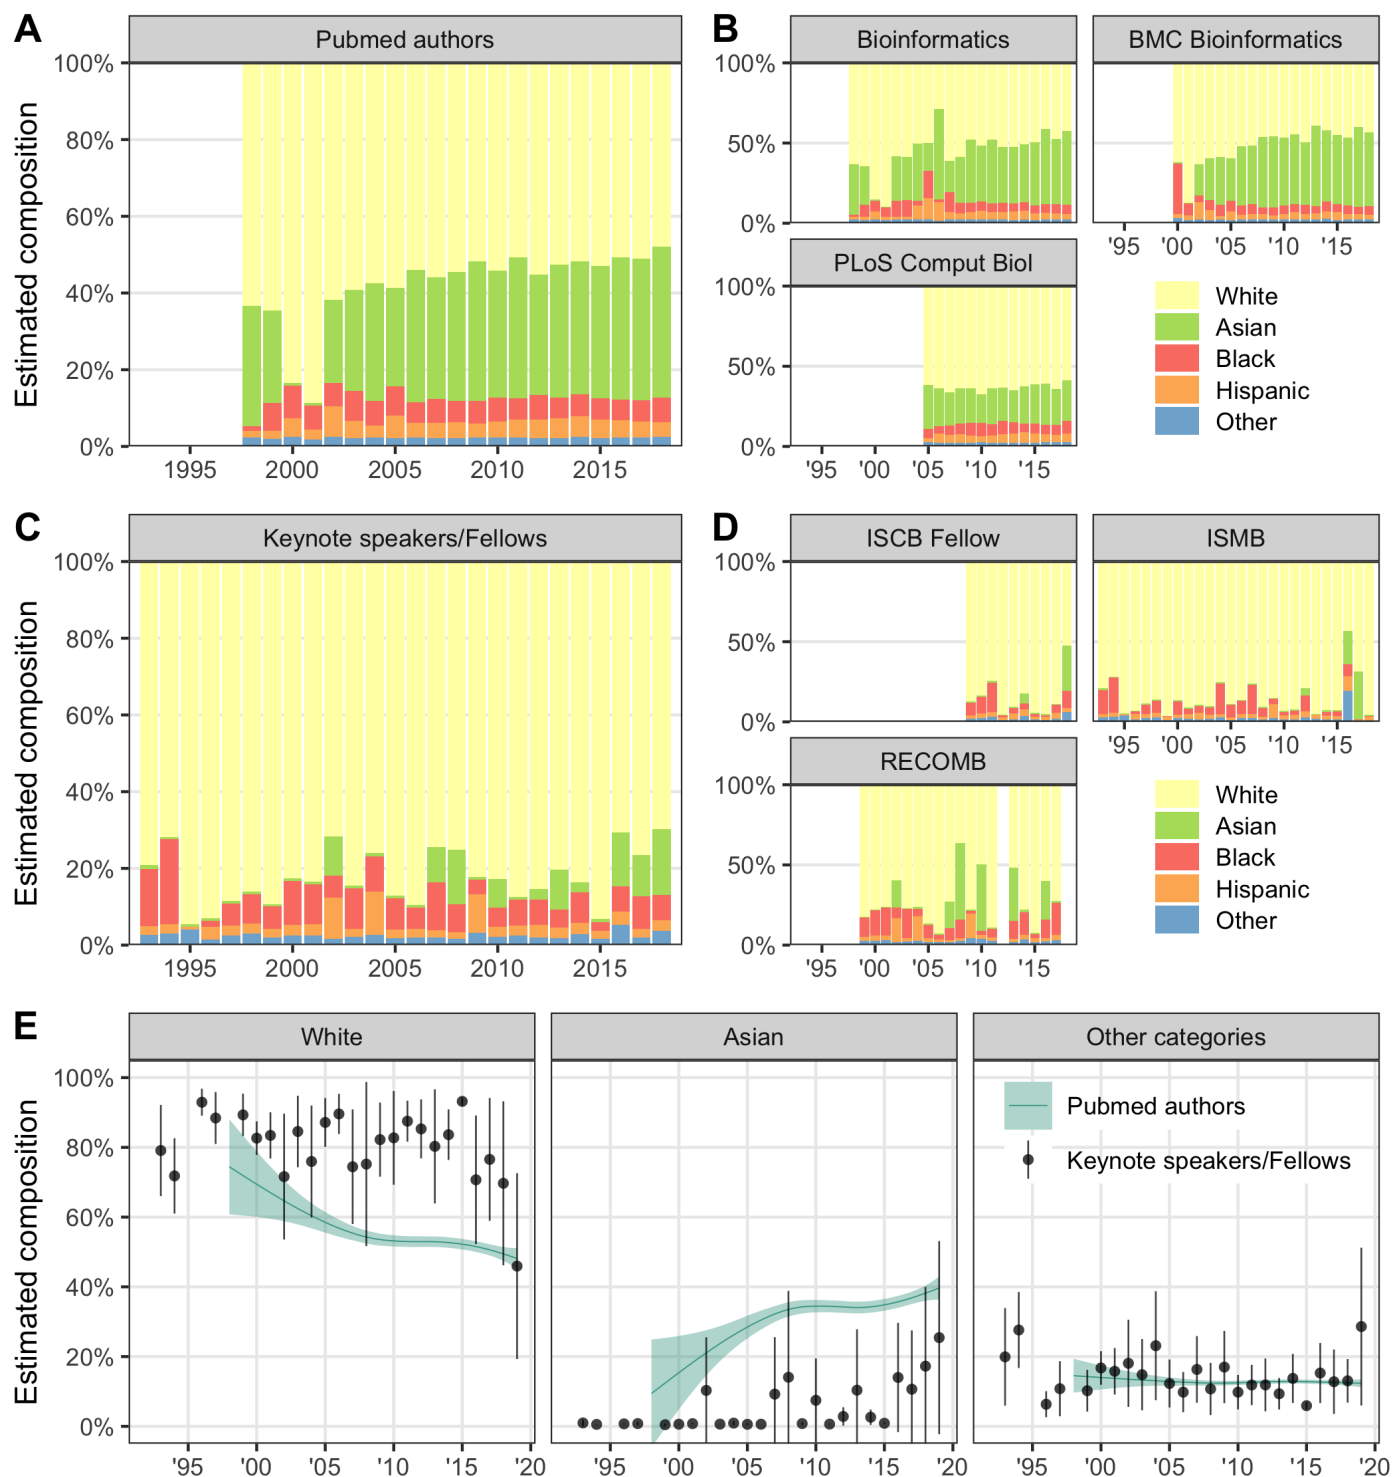 A
Pubmed authors
Estimated composition
100%
80%
60%
40%
20%
0%
1995 2000 2005 2010 2015
B
Bioinformatics
BMC Bioinformatics
100%
50%
0%
'95 '00 '05 '10 '15
PLoS Comput Biol
100%
50%
0%
'95 '00 '05 '10 '15
White
Asian
Black
Hispanic
Other
C
Keynote speakers/Fellows
Estimated composition
100%
80%
60%
40%
20%
0%
1995 2000 2005 2010 2015
D
ISCB Fellow
ISMB
100%
50%
0%
'95 '00 '05 '10 '15
RECOMB
100%
50%
0%
'95 '00 '05 '10 '15
White
Asian
Black
Hispanic
Other
E
White
Asian
Other categories
Estimated composition
100%
80%
60%
40%
20%
0%
Pubmed authors
Keynote speakers/Fellows
'95 '00 '05 '10 '15 '20
'95 '00 '05 '10 '15 '20
'95 '00 '05 '10 '15 '20